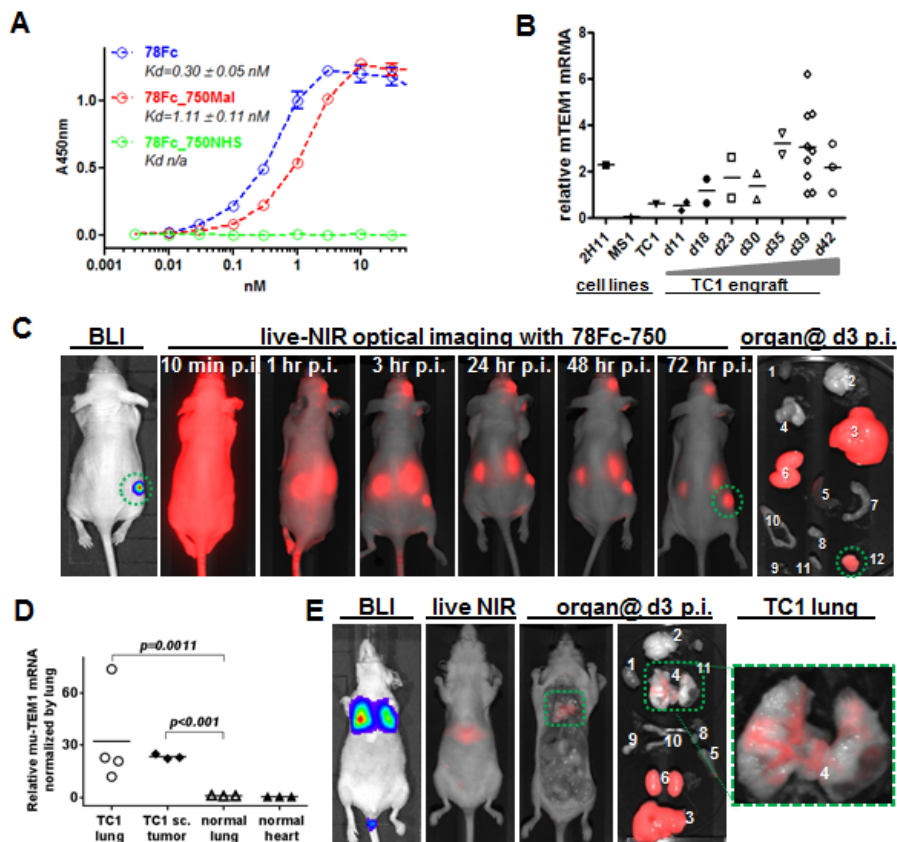 A
78Fc
Kd=0.30 ± 0.05 nM
78Fc_750Mal
Kd=1.11 ± 0.11 nM
78Fc_750NHS
Kd n/a
A450nm
1.0
0.5
0.0
0.001
0.01
0.1
1
10
nM
B
relative mTEM1 mRMA
8
6
4
2
0
2H11
MS1
TC1
d11
d18
d23
d30
d35
d39
d42
cell lines
TC1 engraft
C
BLI
live-NIR optical imaging with 78Fc-750
organ@ d3 p.i.
10 min p.i.
1 hr p.i.
3 hr p.i.
24 hr p.i.
48 hr p.i.
72 hr p.i.
1
2
4
3
6
5
7
10
8
9
11
12
D
Relative mu-TEM1 mRNA
normalized by lung
60
30
0
p=0.0011
p<0.001
TC1
lung
TC1 sc.
tumor
normal
lung
normal
heart
E
BLI
live NIR
organ@ d3 p.i.
TC1 lung
2
1
4
11
9
10
8
5
6
3
4